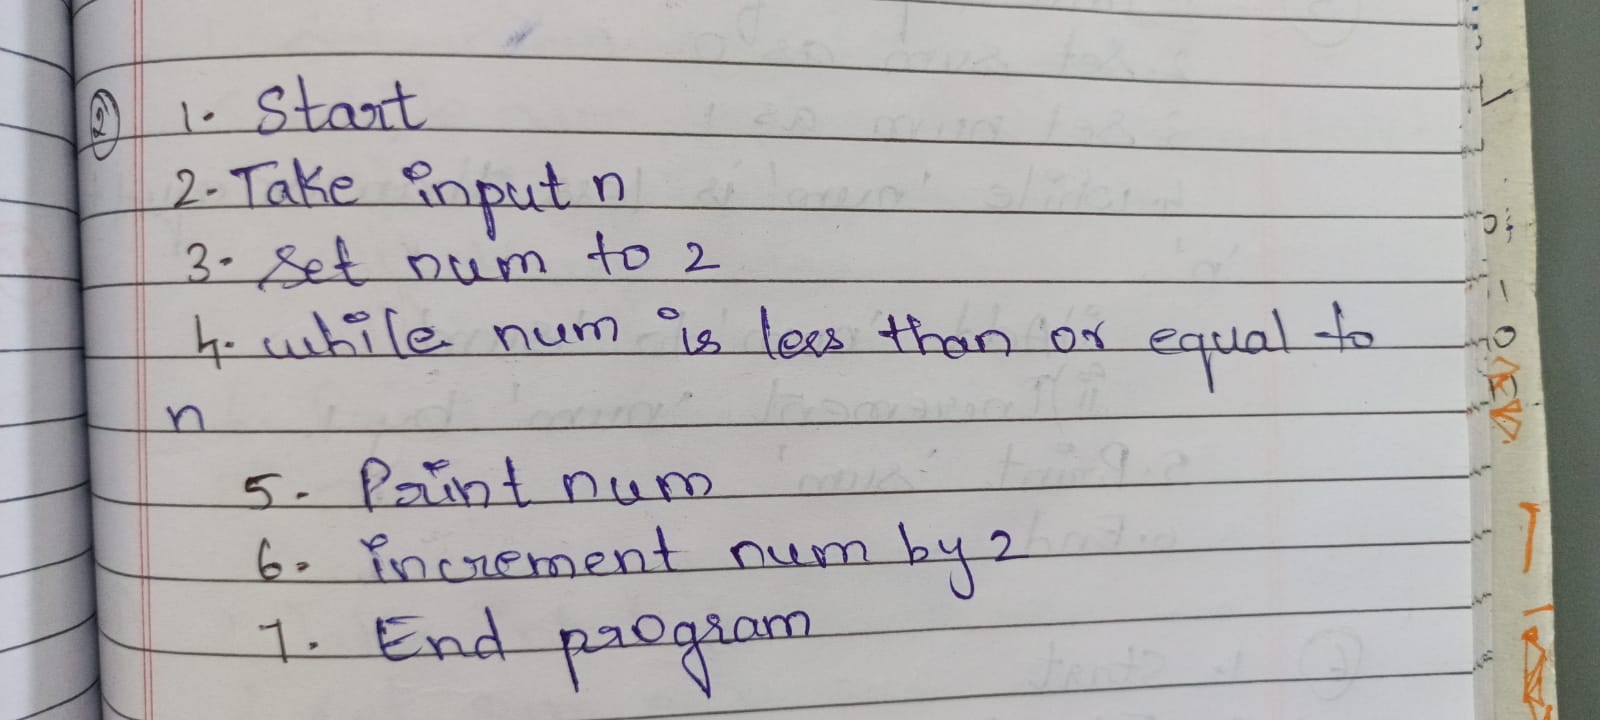 ② 1. Start
2. Take input n
3. Set num to 2
4. while num is less than or equal to
n
5. Print num
6. increment num by 2
7. End program